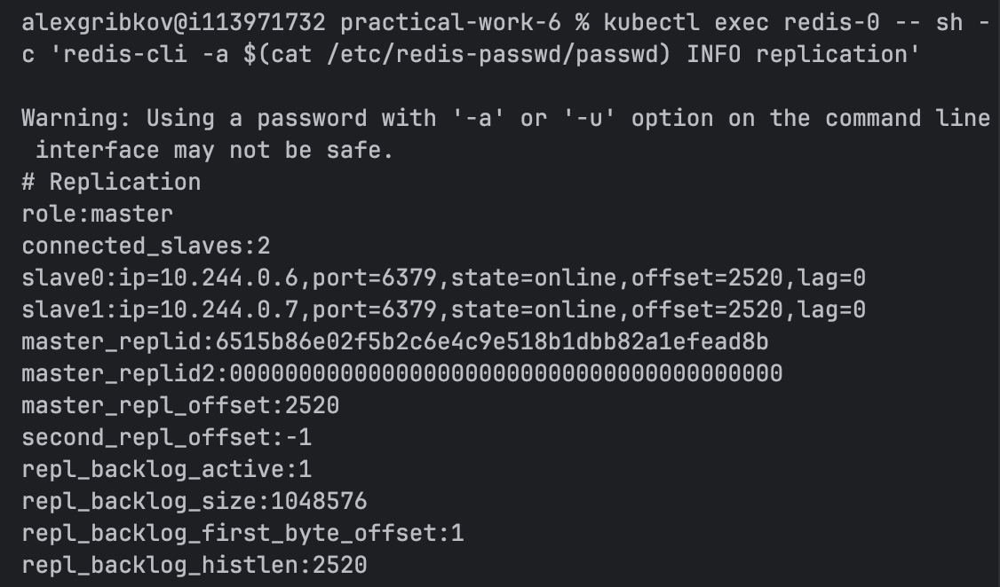 alexgribkov@i113971732 practical-work-6 % kubectl exec redis-0 -- sh -
c 'redis-cli -a $(cat /etc/redis-passwd/passwd) INFO replication'
Warning: Using a password with '-a' or '-u' option on the command line
 interface may not be safe.
# Replication
role:master
connected_slaves:2
slave0:ip=10.244.0.6,port=6379,state=online,offset=2520,lag=0
slave1:ip=10.244.0.7,port=6379,state=online,offset=2520,lag=0
master_replid:6515b86e02f5b2c6e4c9e518b1dbb82a1efead8b
master_replid2:0000000000000000000000000000000000000000
master_repl_offset:2520
second_repl_offset:-1
repl_backlog_active:1
repl_backlog_size:1048576
repl_backlog_first_byte_offset:1
repl_backlog_histlen:2520